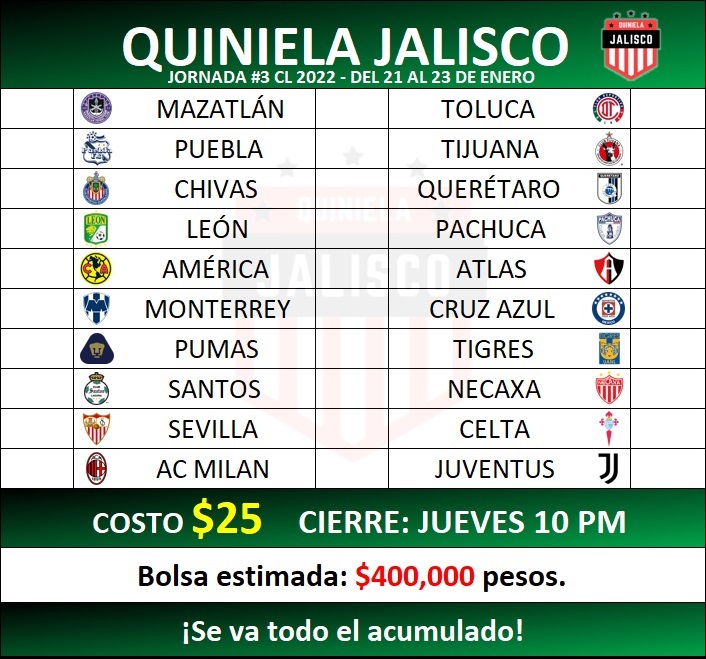 QUINIELA JALISCO
JORNADA #3 CL 2022 - DEL 21 AL 23 DE ENERO
QUINIELA
JALISCO
MAZATLÁN TOLUCA
PUEBLA TIJUANA
CHIVAS QUERÉTARO
LEÓN PACHUCA
AMÉRICA ATLAS
MONTERREY CRUZ AZUL
PUMAS TIGRES
SANTOS NECAXA
SEVILLA CELTA
AC MILAN JUVENTUS
QUINIELA
JALISCO
COSTO $25 CIERRE: JUEVES 10 PM
Bolsa estimada: $400,000 pesos.
¡Se va todo el acumulado!